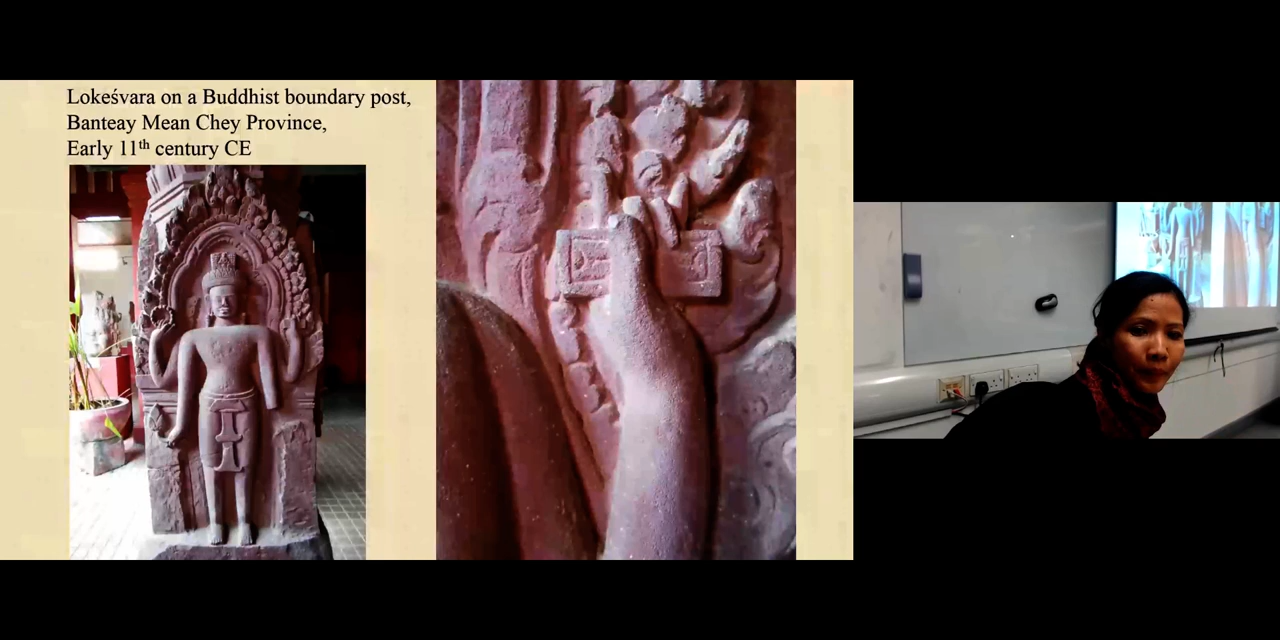 Lokeśvara on a Buddhist boundary post,
Banteay Mean Chey Province,
Early 11th century CE